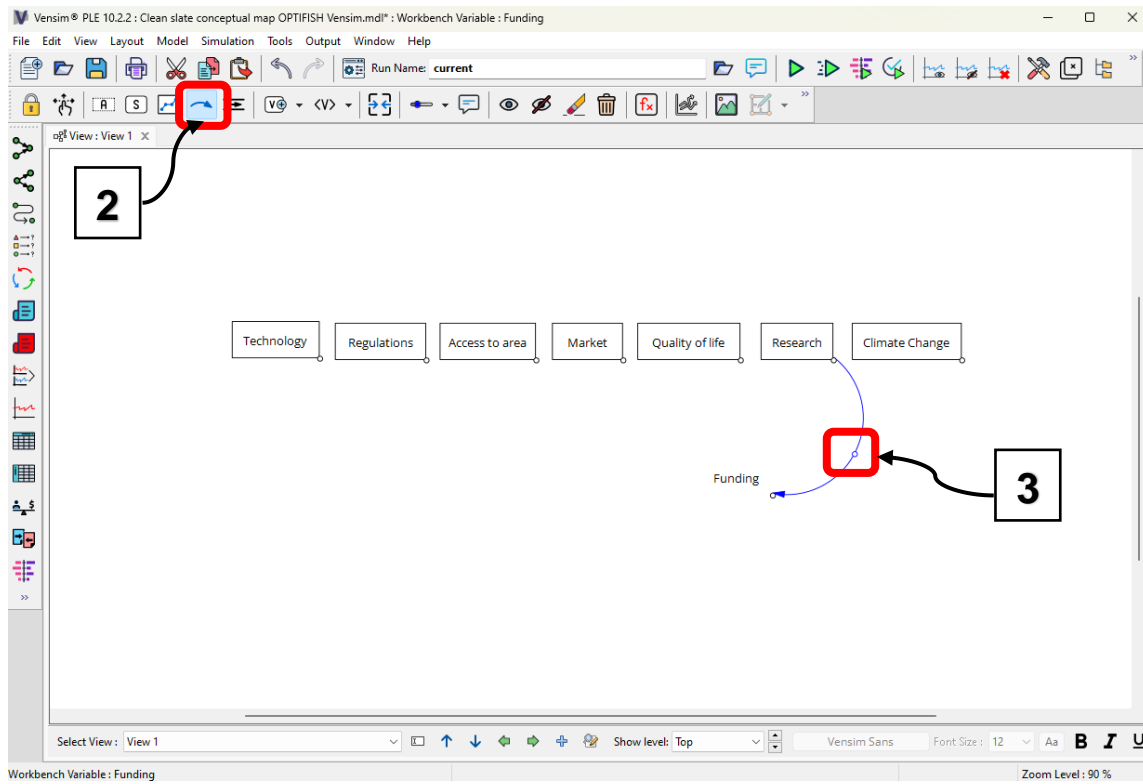 Vensim® PLE 10.2.2 : Clean slate conceptual map OPTIFISH Vensim.mdl* : Workbench Variable : Funding
File Edit View Layout Model Simulation Tools Output Window Help
Run Name: current
View : View 1
2
Technology Regulations Access to area Market Quality of life Research Climate Change
Funding
3
Select View : View 1 Show level: Top Vensim Sans Font Size : 12 Aa B I U
Workbench Variable : Funding Zoom Level : 90 %